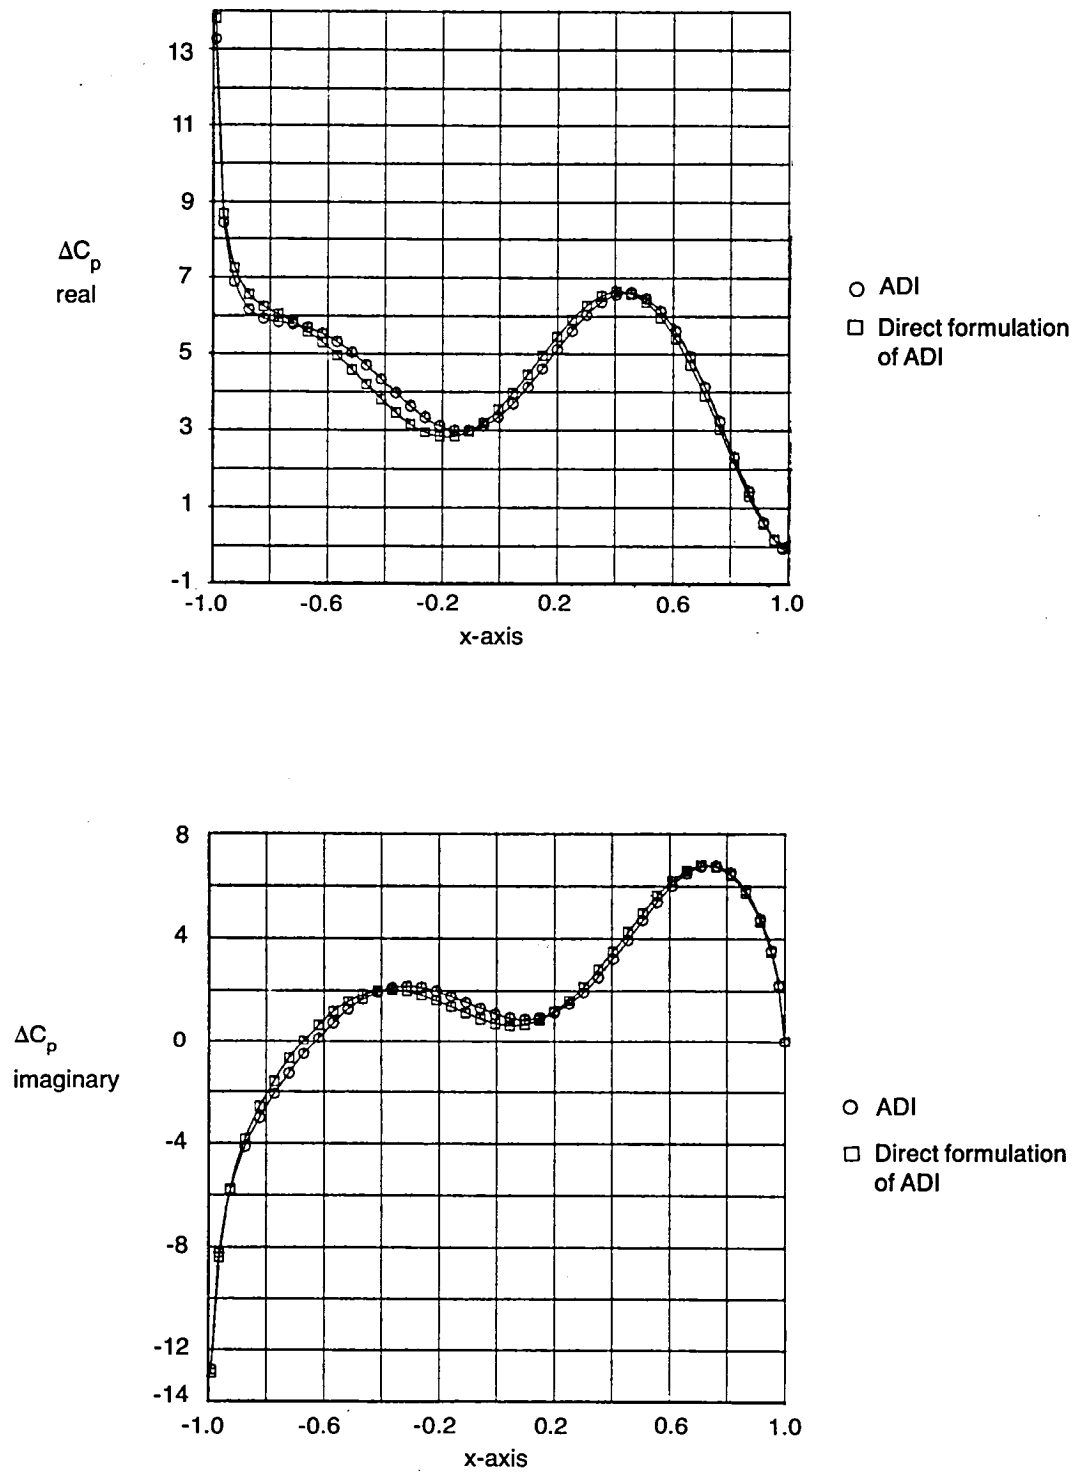 13
11
9
7
5
3
1
-1
ΔCp
real
-1.0 -0.6 -0.2 0.2 0.6 1.0
x-axis
ADI
Direct formulation
of ADI
8
4
0
-4
-8
-12
-14
ΔCp
imaginary
-1.0 -0.6 -0.2 0.2 0.6 1.0
x-axis
ADI
Direct formulation
of ADI